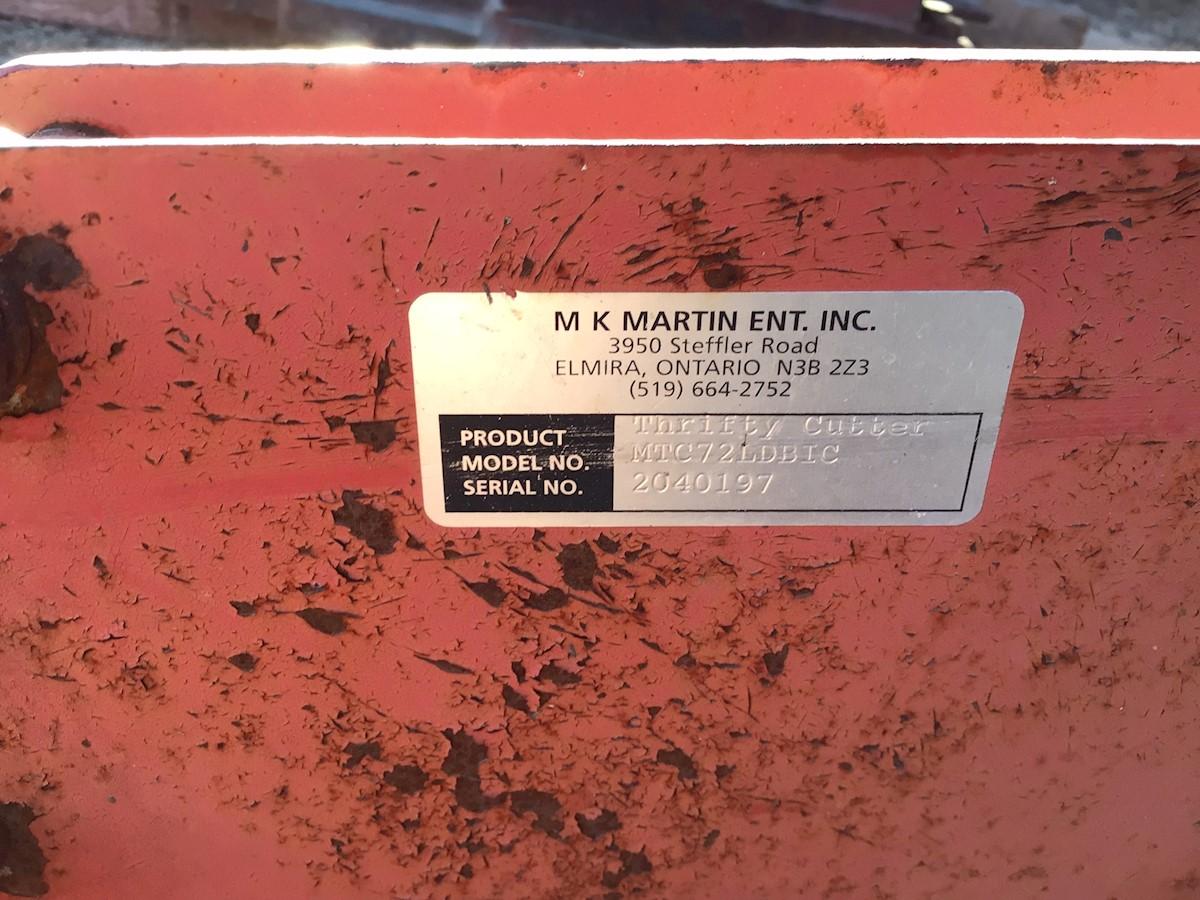 M K MARTIN ENT. INC.
3950 Steffler Road
ELMIRA, ONTARIO N3B 2Z3
(519) 664-2752
PRODUCT Thrifty Cutter
MODEL NO. MTC72LDBIC
SERIAL NO. 2040197